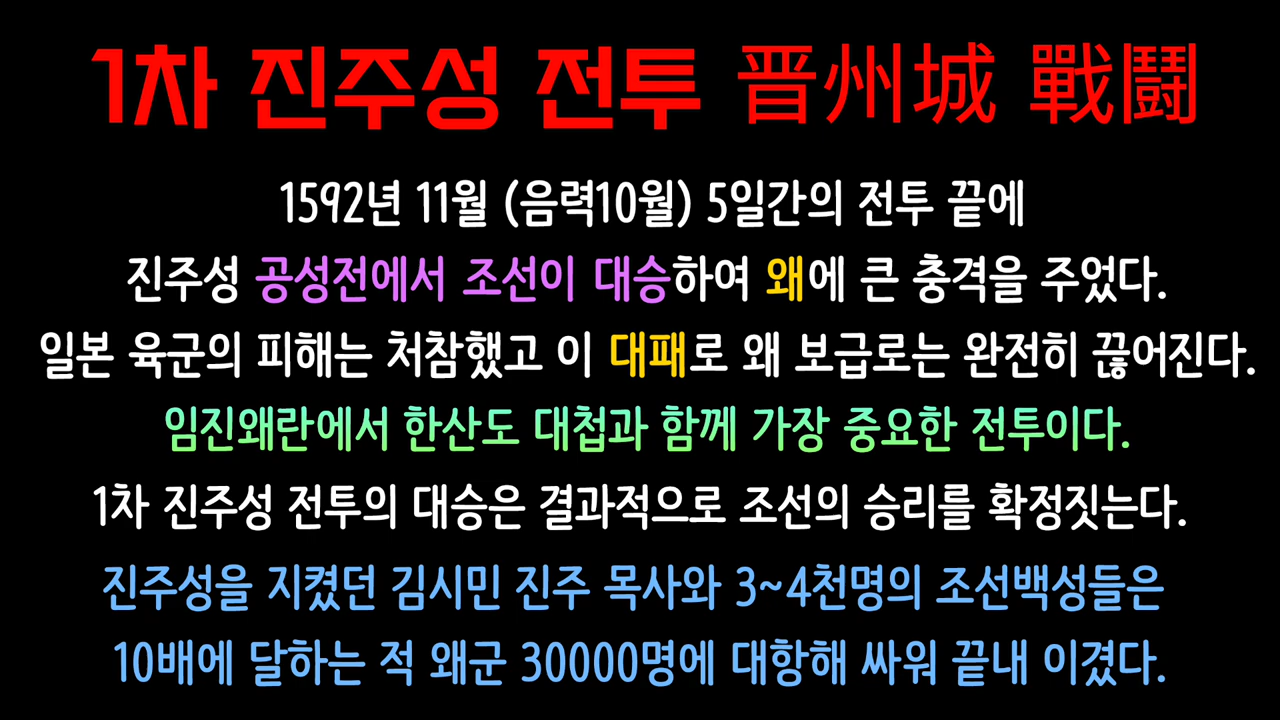 1차 진주성 전투 晋州城 戰鬪
1592년 11월 (음력10월) 5일간의 전투 끝에
진주성 공성전에서 조선이 대승하여 왜에 큰 충격을 주었다.
일본 육군의 피해는 처참했고 이 대패로 왜 보급로는 완전히 끊어진다.
임진왜란에서 한산도 대첩과 함께 가장 중요한 전투이다.
1차 진주성 전투의 대승은 결과적으로 조선의 승리를 확정짓는다.
진주성을 지켰던 김시민 진주 목사와 3~4천명의 조선백성들은
10배에 달하는 적 왜군 30000명에 대항해 싸워 끝내 이겼다.